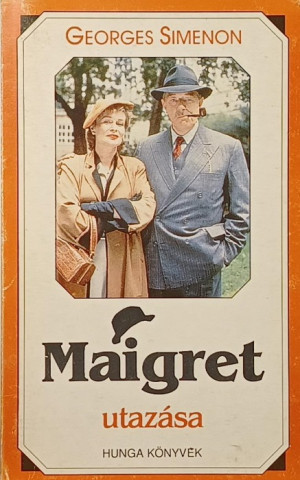 GEORGES SIMENON
Maigret
utazása
HUNGA KÖNYVEK